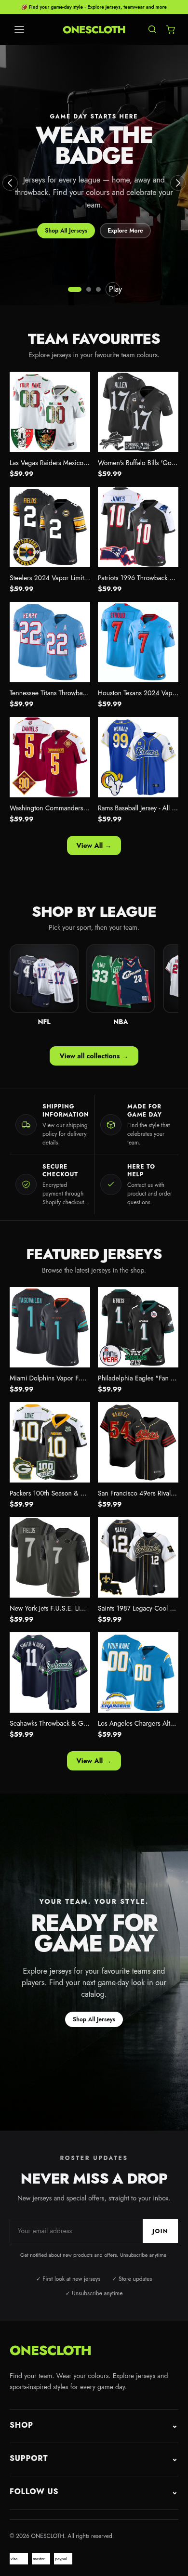 🏈 Find your game-day style · Explore jerseys, teamwear and more
ONESCLOTH
GAME DAY STARTS HERE
WEAR THE
BADGE
Jerseys for every league — home, away and
throwback. Find your colours and celebrate your
team.
Shop All Jerseys
Explore More
Play
TEAM FAVOURITES
Explore jerseys in your favourite team colours.
Las Vegas Raiders Mexico...
$59.99
Women's Buffalo Bills 'Go...
$59.99
Steelers 2024 Vapor Limit...
$59.99
Patriots 1996 Throwback ...
$59.99
Tennessee Titans Throwba...
$59.99
Houston Texans 2024 Vap...
$59.99
Washington Commanders...
$59.99
Rams Baseball Jersey - All ...
$59.99
View All →
SHOP BY LEAGUE
Pick your sport, then your team.
NFL
NBA
View all collections →
SHIPPING
INFORMATION
View our shipping
policy for delivery
details.
MADE FOR
GAME DAY
Find the style that
celebrates your
team.
SECURE
CHECKOUT
Encrypted
payment through
Shopify checkout.
HERE TO
HELP
Contact us with
product and order
questions.
FEATURED JERSEYS
Browse the latest jerseys in the shop.
Miami Dolphins Vapor F....
$59.99
Philadelphia Eagles "Fan ...
$59.99
Packers 100th Season & ...
$59.99
San Francisco 49ers Rival...
$59.99
New York Jets F.U.S.E. Li...
$59.99
Saints 1987 Legacy Cool ...
$59.99
Seahawks Throwback & G...
$59.99
Los Angeles Chargers Alt...
$59.99
View All →
YOUR TEAM. YOUR STYLE.
READY FOR
GAME DAY
Explore jerseys for your favourite teams and
players. Find your next game-day look in our
catalog.
Shop All Jerseys
ROSTER UPDATES
NEVER MISS A DROP
New jerseys and special offers, straight to your inbox.
Your email address
JOIN
Get notified about new products and offers. Unsubscribe anytime.
✓ First look at new jerseys
✓ Store updates
✓ Unsubscribe anytime
ONESCLOTH
Find your team. Wear your colours. Explore jerseys and
sports-inspired styles for every game day.
SHOP
SUPPORT
FOLLOW US
© 2026 ONESCLOTH. All rights reserved.
visa
master
paypal